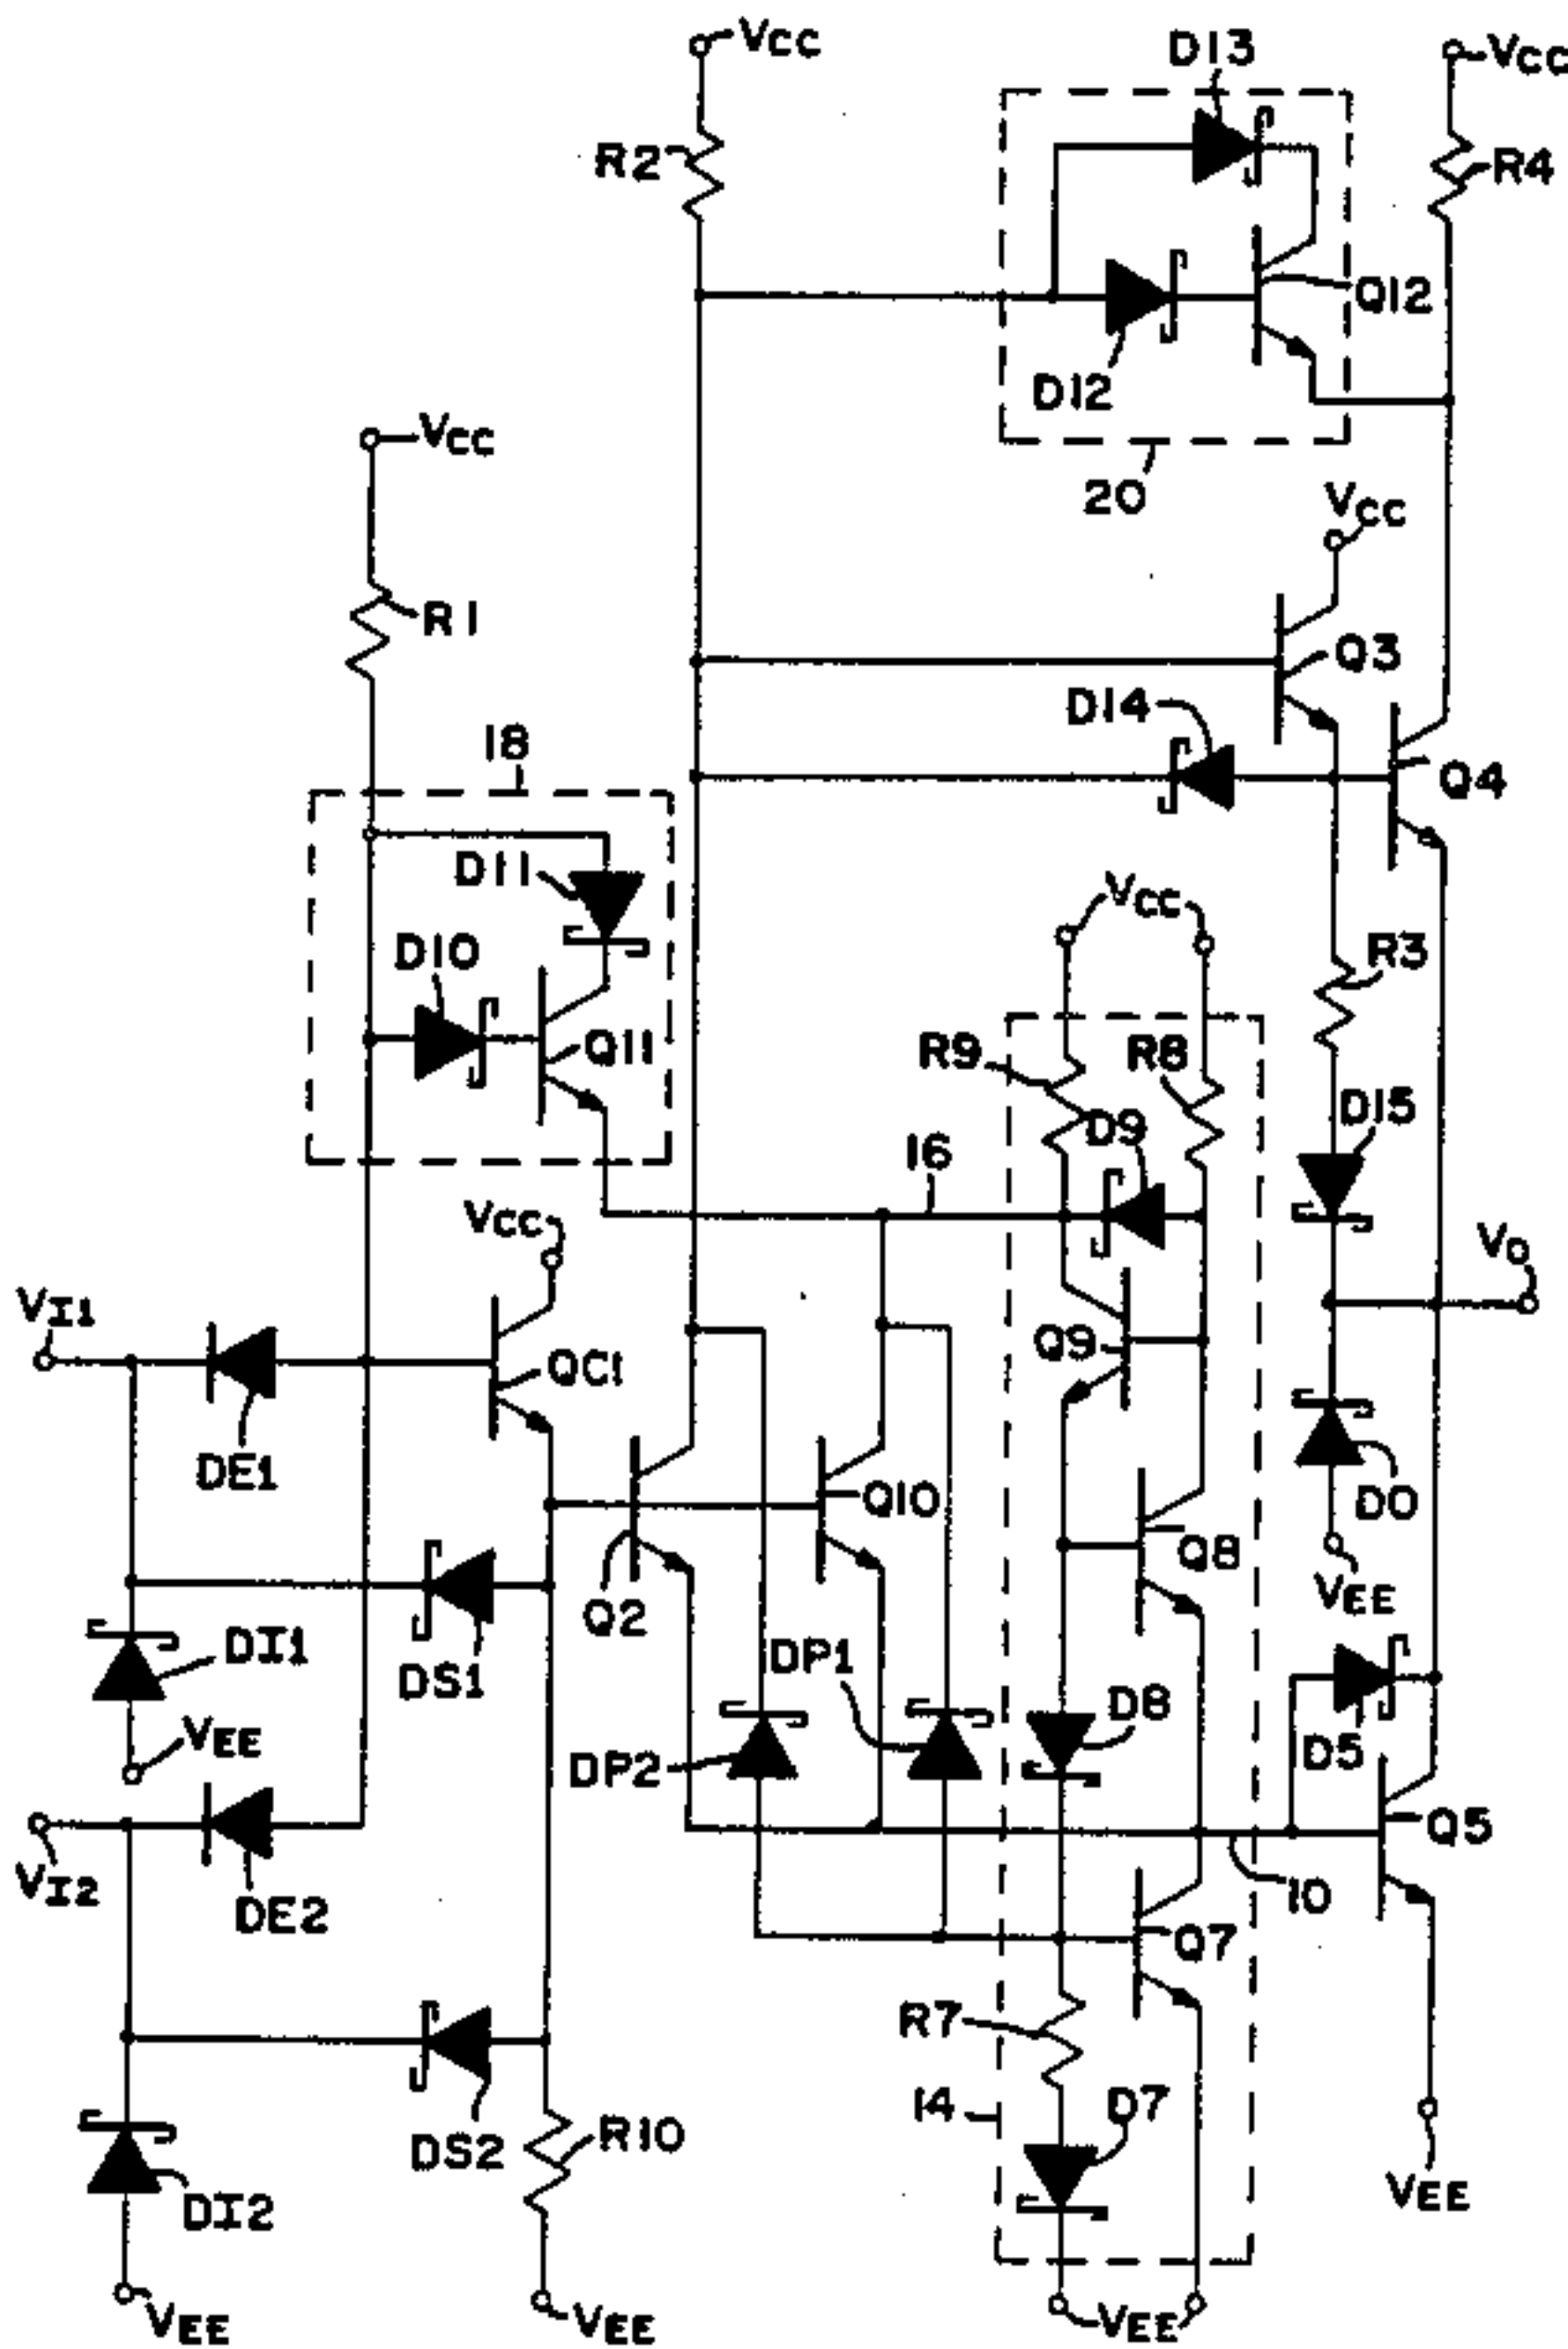 VCC
D13
VCC
R2
R4
Q12
D12
VCC
20
VCC
R1
Q3
D14
18
Q4
D11
VCC
D10
R3
Q11
R9
R8
D9
D15
16
VCC
VO
VI1
QC1
Q9
DE1
Q10
DO
Q8
VEE
Q2
DI1
DP1
DS1
D8
VEE
D5
DP2
Q5
VI2
10
DE2
Q7
R7
14
D7
R10
DS2
VEE
DI2
VEE
VEE
VEE